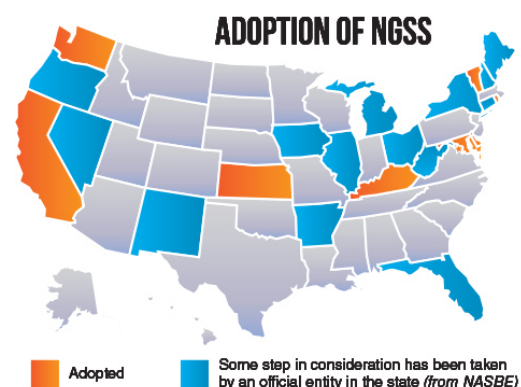 ADOPTION OF NGSS
Adopted
Some step in consideration has been taken
by an official entity in the state (from NASBE)